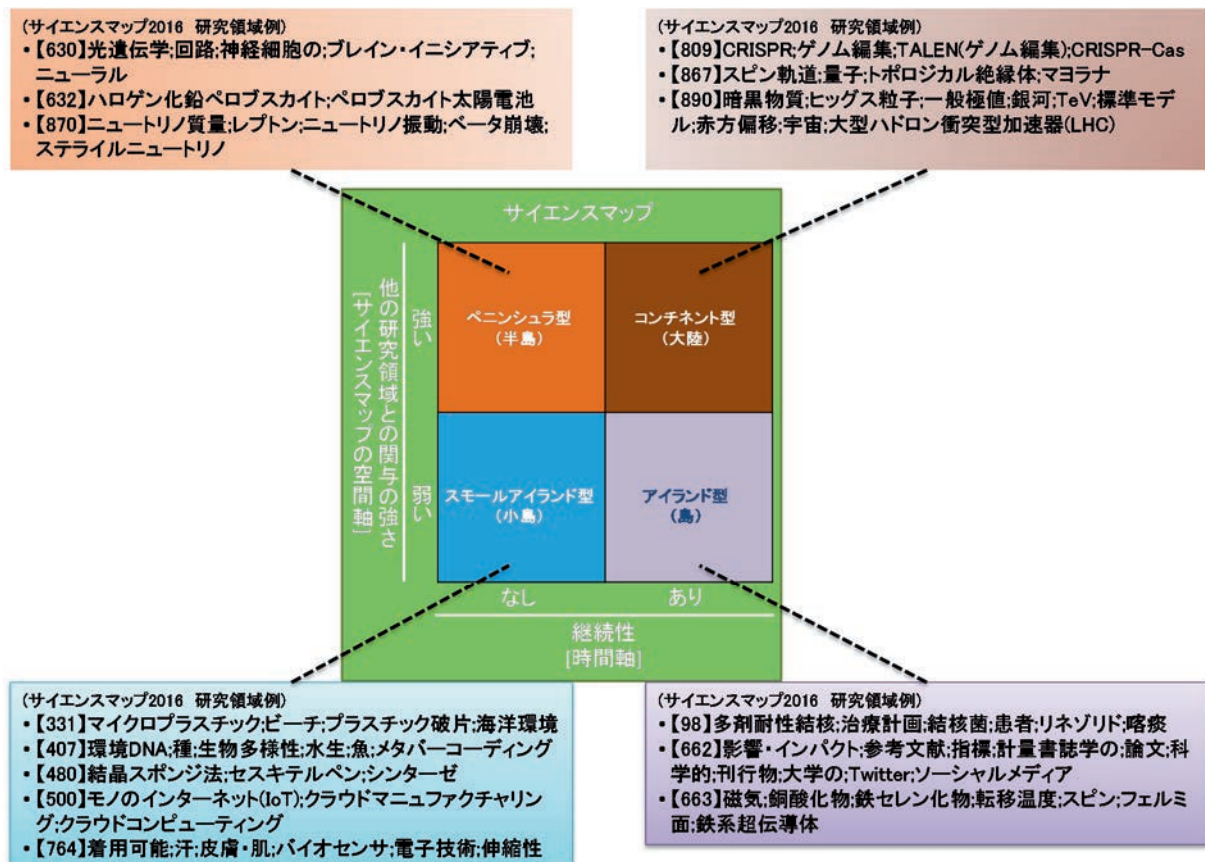 (サイエンスマップ2016 研究領域例)
・【630】光遺伝学;回路;神経細胞の;ブレイン・イニシアティブ;
ニューラル
・【632】ハロゲン化鉛ペロブスカイト;ペロブスカイト太陽電池
・【870】ニュートリノ質量;レプトン;ニュートリノ振動;ベータ崩壊;
ステライルニュートリノ
(サイエンスマップ2016 研究領域例)
・【809】CRISPR;ゲノム編集;TALEN(ゲノム編集);CRISPR-Cas
・【867】スピン軌道;量子;トポロジカル絶縁体;マヨラナ
・【890】暗黒物質;ヒッグス粒子;一般極値;銀河;TeV;標準モデ
ル;赤方偏移;宇宙;大型ハドロン衝突型加速器(LHC)
サイエンスマップ
他の研究領域との関与の強さ
[サイエンスマップの空間軸]
強い
弱い
ペニンシュラ型
(半島)
コンチネント型
(大陸)
スモールアイランド型
(小島)
アイランド型
(島)
なし
あり
継続性
[時間軸]
(サイエンスマップ2016 研究領域例)
・【331】マイクロプラスチック;ビーチ;プラスチック破片;海洋環境
・【407】環境DNA;種;生物多様性;水生;魚;メタバーコーディング
・【480】結晶スポンジ法;セスキテルペン;シンターゼ
・【500】モノのインターネット(IoT);クラウドマニュファクチャリン
グ;クラウドコンピューティング
・【764】着用可能;汗;皮膚・肌;バイオセンサ;電子技術;伸縮性
(サイエンスマップ2016 研究領域例)
・【98】多剤耐性結核;治療計画;結核菌;患者;リネゾリド;喀痰
・【662】影響・インパクト;参考文献;指標;計量書誌学の;論文;科
学的;刊行物;大学の;Twitter;ソーシャルメディア
・【663】磁気;銅酸化物;鉄セレン化物;転移温度;スピン;フェルミ
面;鉄系超伝導体